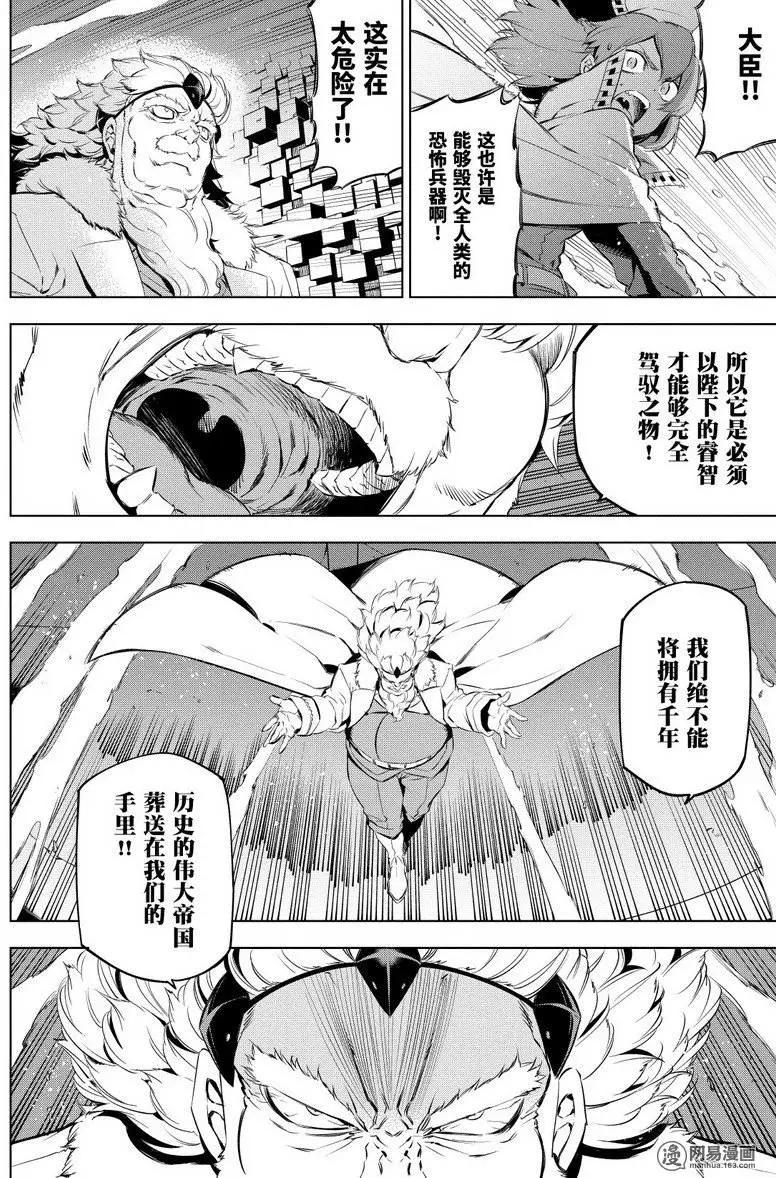 大臣!!
这也许是
能够毁灭全人类的
恐怖兵器啊!
这实在
太危险了!!
所以它是必须
以陛下的睿智
才能够完全
驾驭之物!
我们绝不能
将拥有千年
历史的伟大帝国
葬送在我们的
手里!!
网易漫画
manhua.163.com